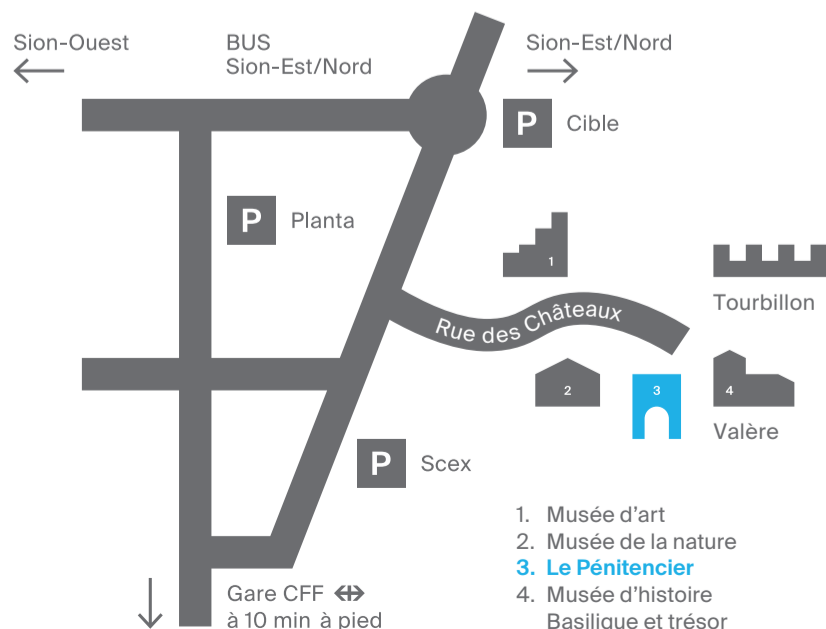 Sion-Ouest
BUS
Sion-Est/Nord
Sion-Est/Nord
P Cible
P Planta
1
Tourbillon
Rue des Châteaux
2
3
4
Valère
P Scex
1. Musée d'art
2. Musée de la nature
3. Le Pénitencier
4. Musée d'histoire
Basilique et trésor
Gare CFF
à 10 min à pied